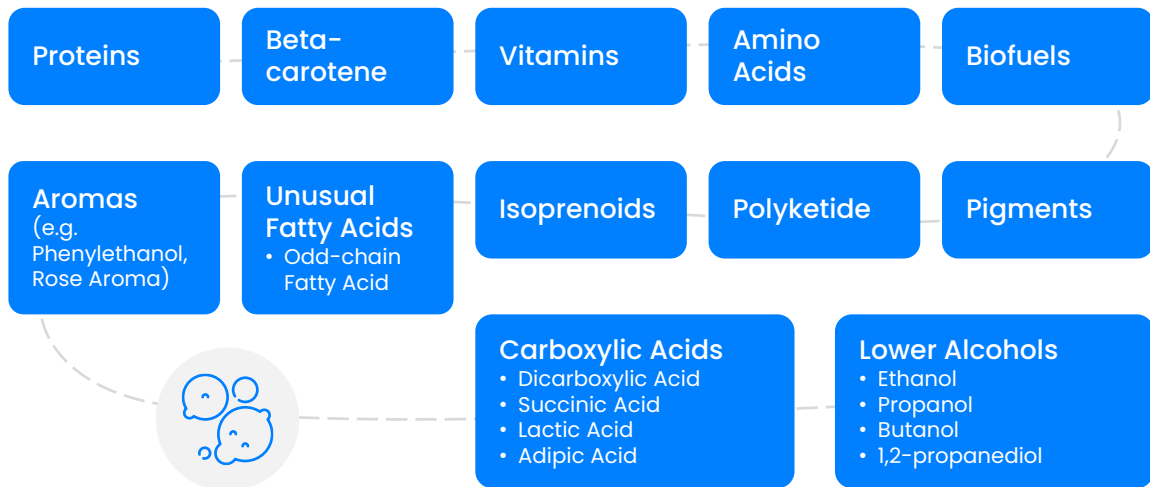 Proteins
Beta-
carotene
Vitamins
Amino
Acids
Biofuels
Aromas
(e.g.
Phenylethanol,
Rose Aroma)
Unusual
Fatty Acids
• Odd-chain
Fatty Acid
Isoprenoids
Polyketide
Pigments
Carboxylic Acids
• Dicarboxylic Acid
• Succinic Acid
• Lactic Acid
• Adipic Acid
Lower Alcohols
• Ethanol
• Propanol
• Butanol
• 1,2-propanediol